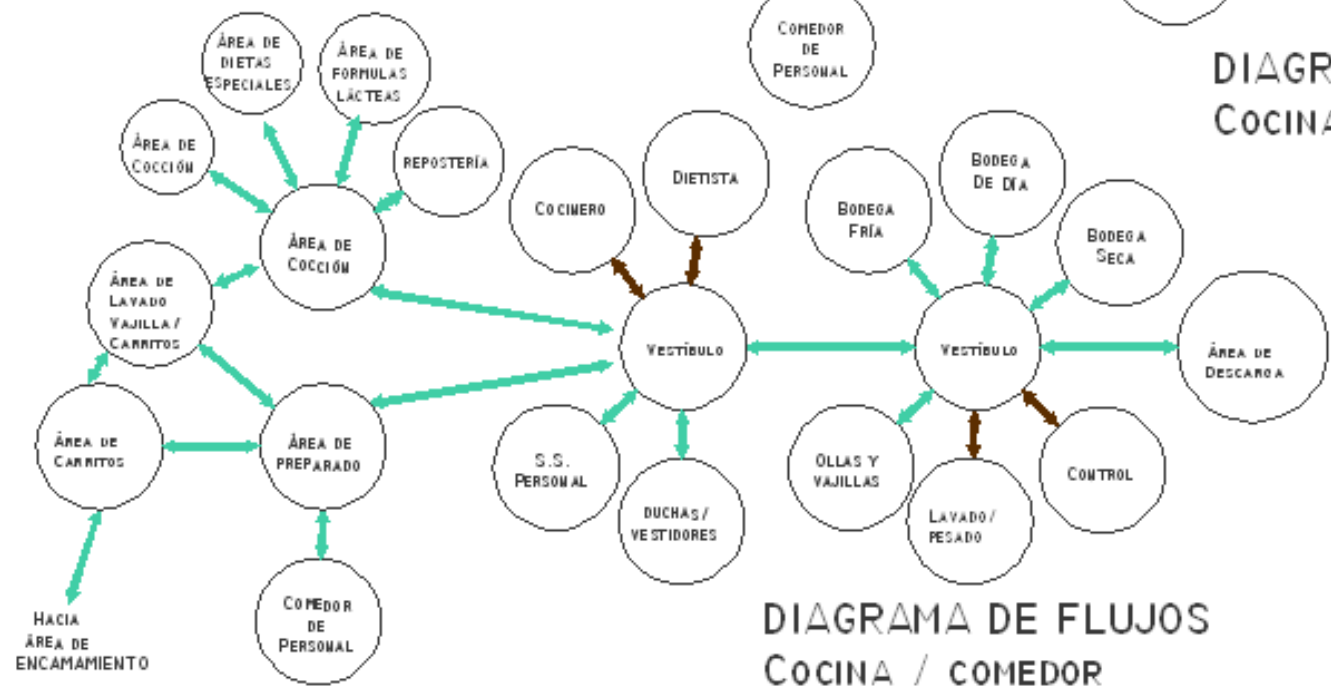 ÁREA DE
DIETAS
ESPECIALES
ÁREA DE
FORMULAS
LÁCTEAS
COMEDOR
DE
PERSONAL
DIAGR
COCINA
ÁREA DE
COCCIÓN
REPOSTERÍA
COCINERO
DIETISTA
BODEGA
FRÍA
BODEGA
DE DÍA
BODEGA
SECA
ÁREA DE
COCCIÓN
ÁREA DE
LAVADO
VAJILLA/
CARRITOS
VESTÍBULO
VESTÍBULO
ÁREA DE
DESCARGA
ÁREA DE
CARRITOS
ÁREA DE
PREPARADO
S.S.
PERSONAL
DUCHAS/
VESTIDORES
OLLAS Y
VAJILLAS
LAVADO/
PESADO
CONTROL
HACIA
ÁREA DE
ENCAMAMIENTO
COMEDOR
DE
PERSONAL
DIAGRAMA DE FLUJOS
COCINA / COMEDOR